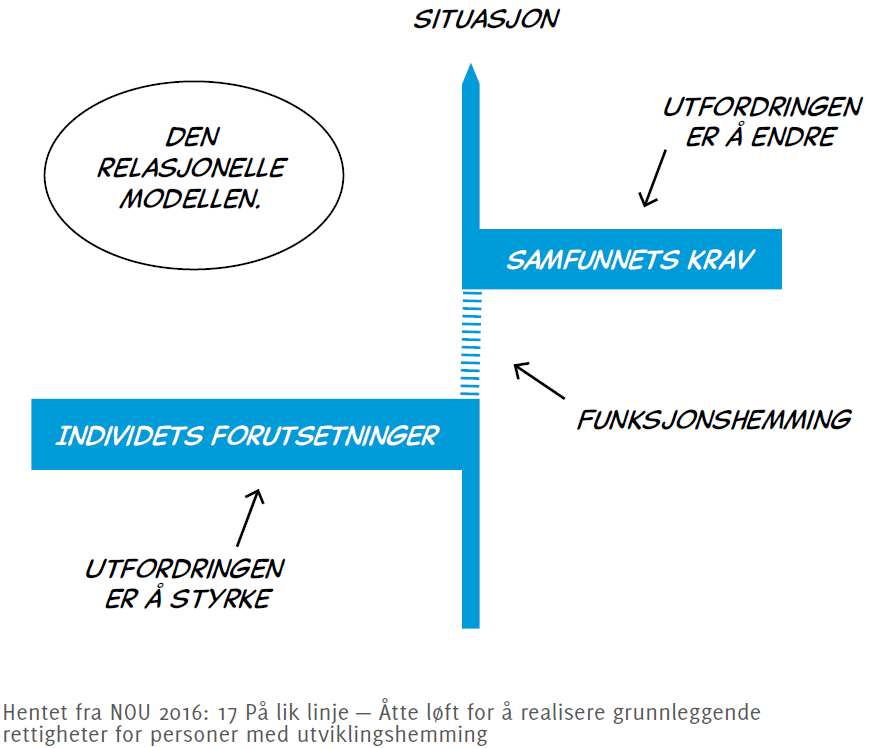 SITUASJON
DEN
RELASJONELLE
MODELLEN.
UTFORDRINGEN
ER Å ENDRE
SAMFUNNETS KRAV
FUNKSJONSHEMMING
INDIVIDETS FORUTSETNINGER
UTFORDRINGEN
ER Å STYRKE
Hentet fra NOU 2016: 17 På lik linje — Åtte løft for å realisere grunnleggende
rettigheter for personer med utviklingshemming